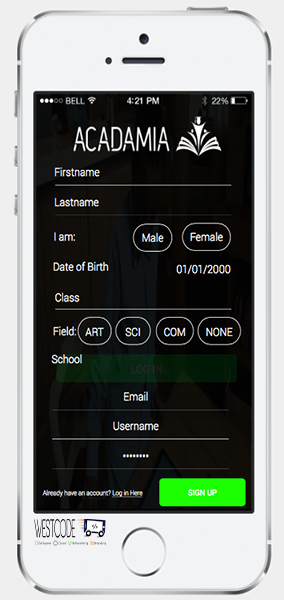 BELL 4:21 PM 22%
ACADAMIA
Firstname
Lastname
I am: Male Female
Date of Birth 01/01/2000
Class
Field: ART SCI COM NONE
School
LOG IN
Email
Username
••••••••
Already have an account? Log in Here SIGN UP
WESTCODE